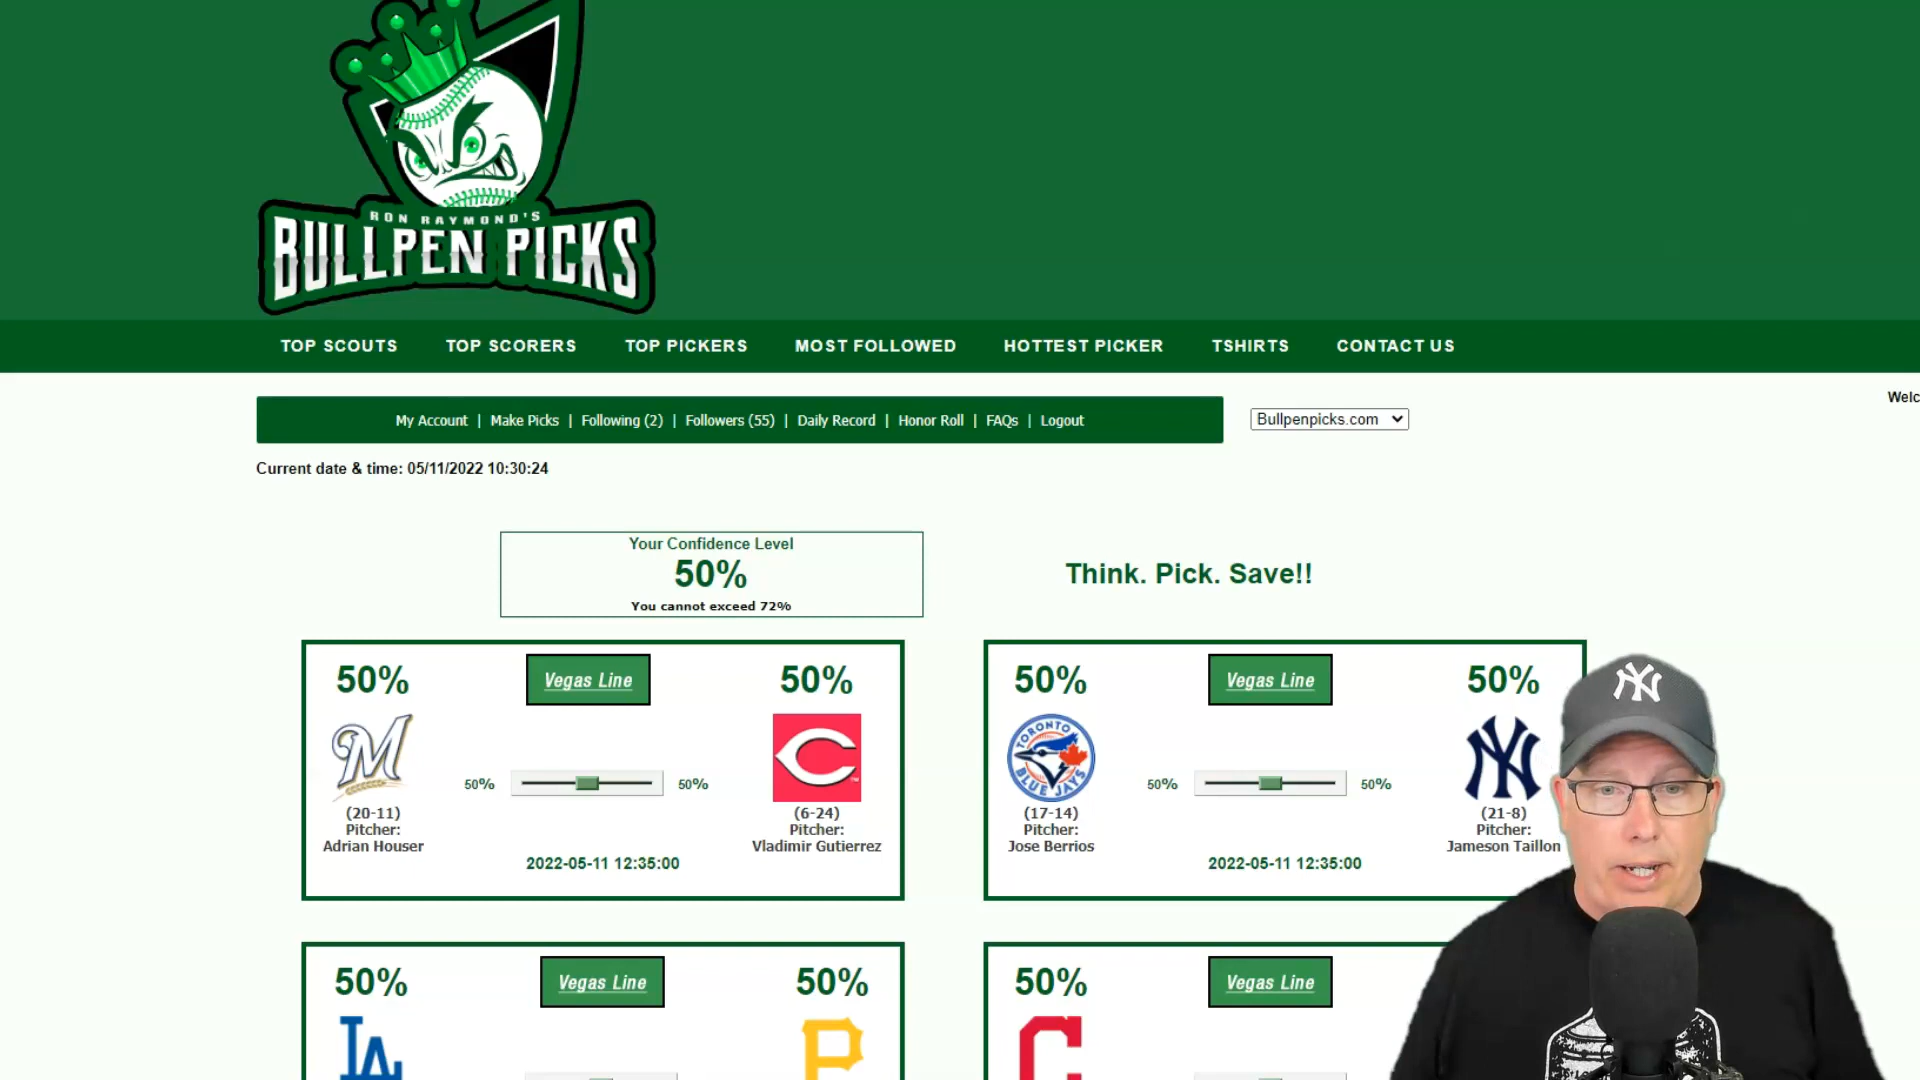 RON RAYMOND'S
BULLPEN PICKS
TOP SCOUTS TOP SCORERS TOP PICKERS MOST FOLLOWED HOTTEST PICKER TSHIRTS CONTACT US
Welc
My Account | Make Picks | Following (2) | Followers (55) | Daily Record | Honor Roll | FAQs | Logout
Bullpenpicks.com
Current date & time: 05/11/2022 10:30:24
Your Confidence Level
50%
You cannot exceed 72%
Think. Pick. Save!!
50% Vegas Line 50%
M
C
50% 50%
(20-11) (6-24)
Pitcher: Pitcher:
Adrian Houser Vladimir Gutierrez
2022-05-11 12:35:00
50% Vegas Line 50%
TORONTO
BLUE JAYS
NY
50% 50%
(17-14) (21-8)
Pitcher: Pitcher:
Jose Berrios Jameson Taillon
2022-05-11 12:35:00
NY
50% Vegas Line 50%
LA P
50% Vegas Line
C